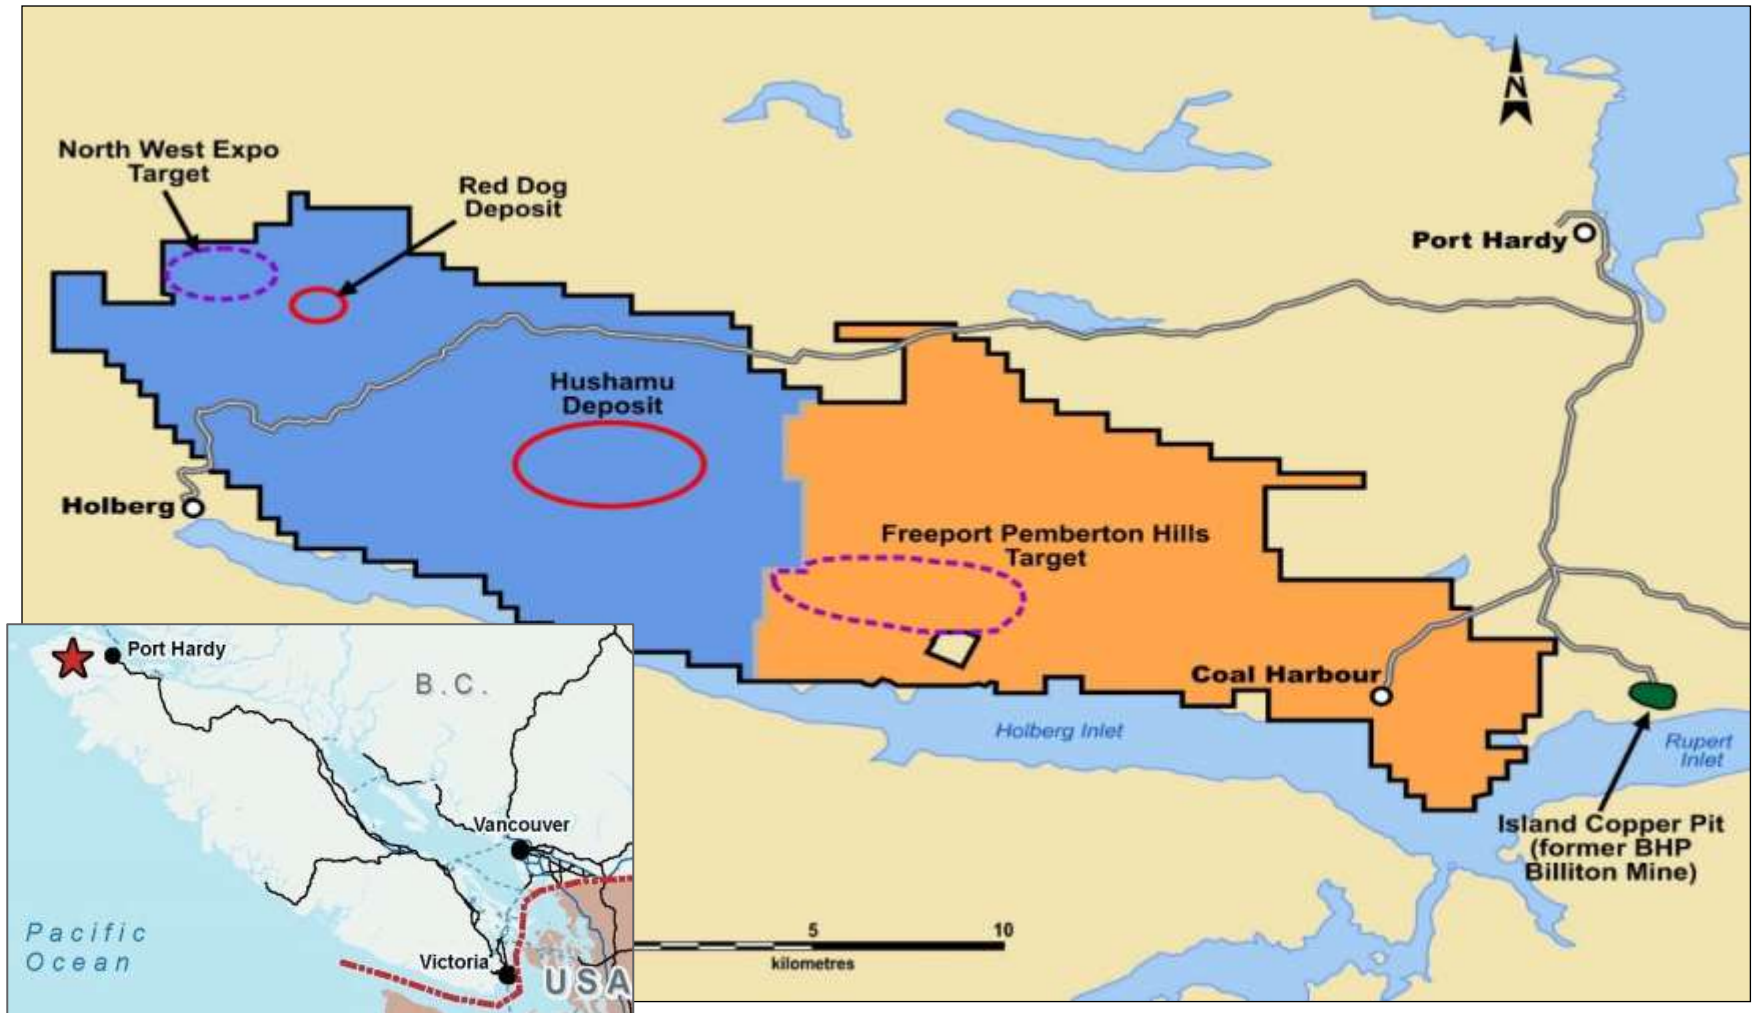 N
North West Expo
Target
Red Dog
Deposit
Port Hardy
Hushamu
Deposit
Holberg
Freeport Pemberton Hills
Target
Coal Harbour
Holberg Inlet
Rupert
Inlet
Island Copper Pit
(former BHP
Billiton Mine)
5
10
kilometres
Port Hardy
B.C.
Vancouver
Pacific
Ocean
Victoria
USA